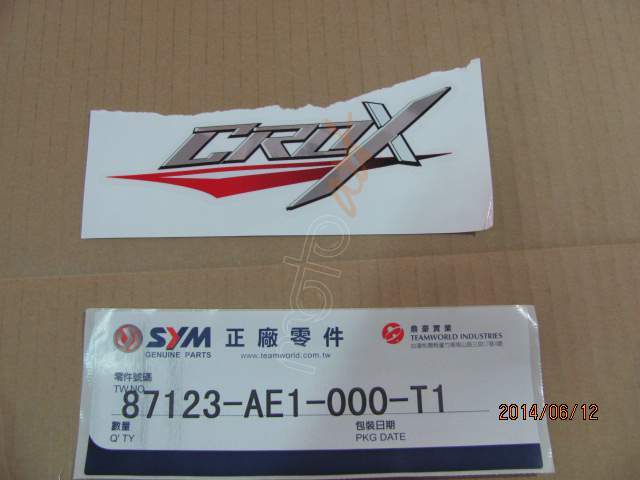 CROX
SYM 正廠零件
GENUINE PARTS
www.teamworld.com.tw
鼎豪實業
TEAMWORLD INDUSTRIES
零件號碼
TW.NO.
87123-AE1-000-T1
數量
Q'TY
包裝日期
PKG DATE
2014/06/12